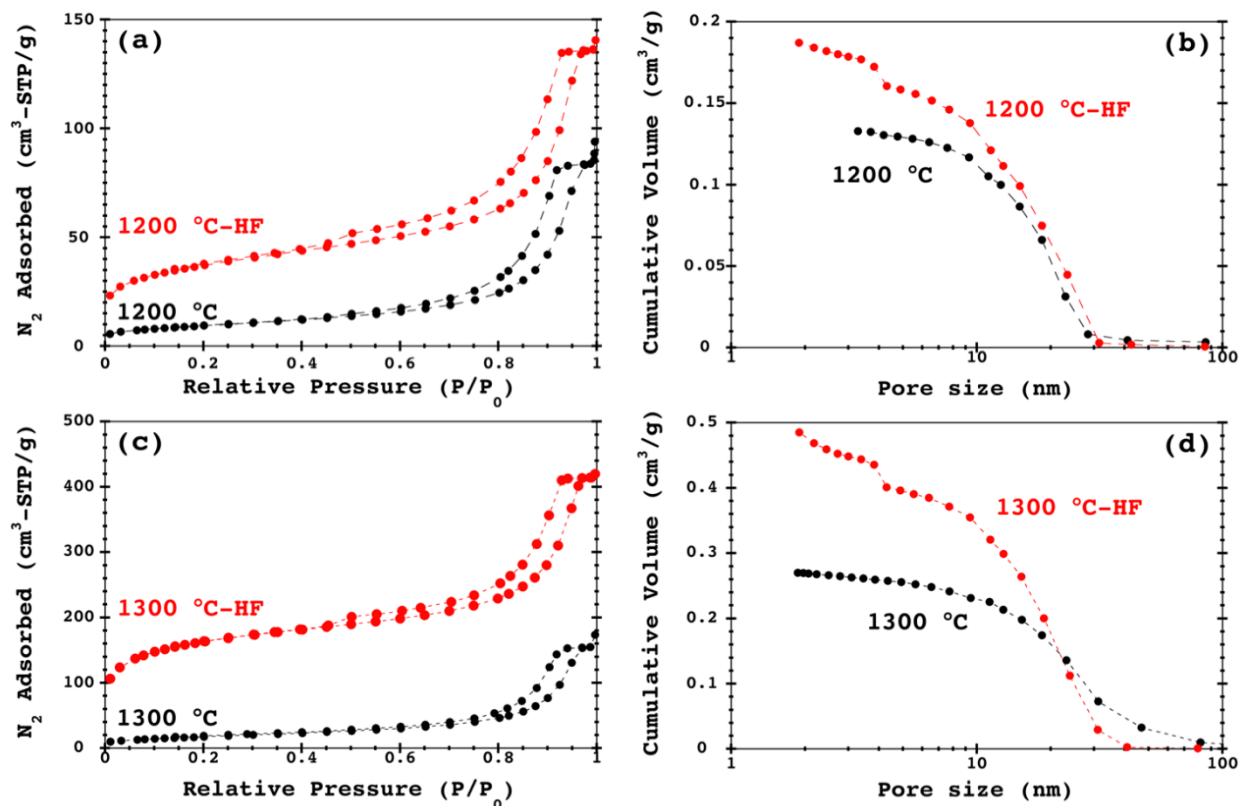 (a)
N₂ Adsorbed (cm³-STP/g)
150
100
50
0
1200 °C-HF
1200 °C
0 0.2 0.4 0.6 0.8 1
Relative Pressure (P/P₀)
(b)
Cumulative Volume (cm³/g)
0.2
0.15
0.1
0.05
0
1200 °C-HF
1200 °C
1 10 100
Pore size (nm)
(c)
N₂ Adsorbed (cm³-STP/g)
500
400
300
200
100
0
1300 °C-HF
1300 °C
0 0.2 0.4 0.6 0.8 1
Relative Pressure (P/P₀)
(d)
Cumulative Volume (cm³/g)
0.5
0.4
0.3
0.2
0.1
0
1300 °C-HF
1300 °C
1 10 100
Pore size (nm)